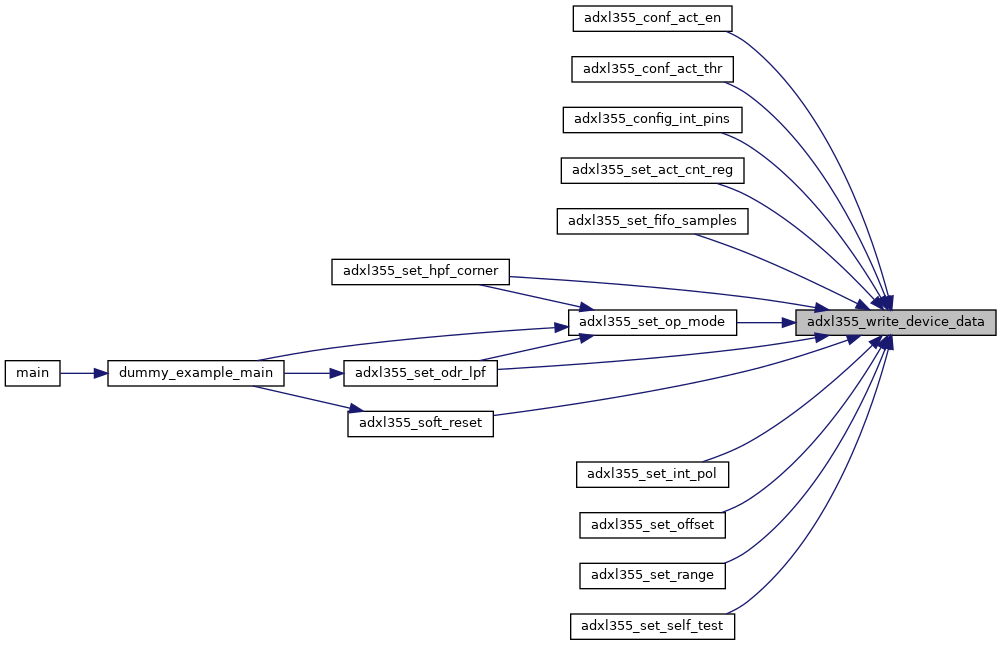 adxl355_conf_act_en
adxl355_conf_act_thr
adxl355_config_int_pins
adxl355_set_act_cnt_reg
adxl355_set_fifo_samples
adxl355_set_hpf_corner
adxl355_set_op_mode
adxl355_write_device_data
main
dummy_example_main
adxl355_set_odr_lpf
adxl355_soft_reset
adxl355_set_int_pol
adxl355_set_offset
adxl355_set_range
adxl355_set_self_test